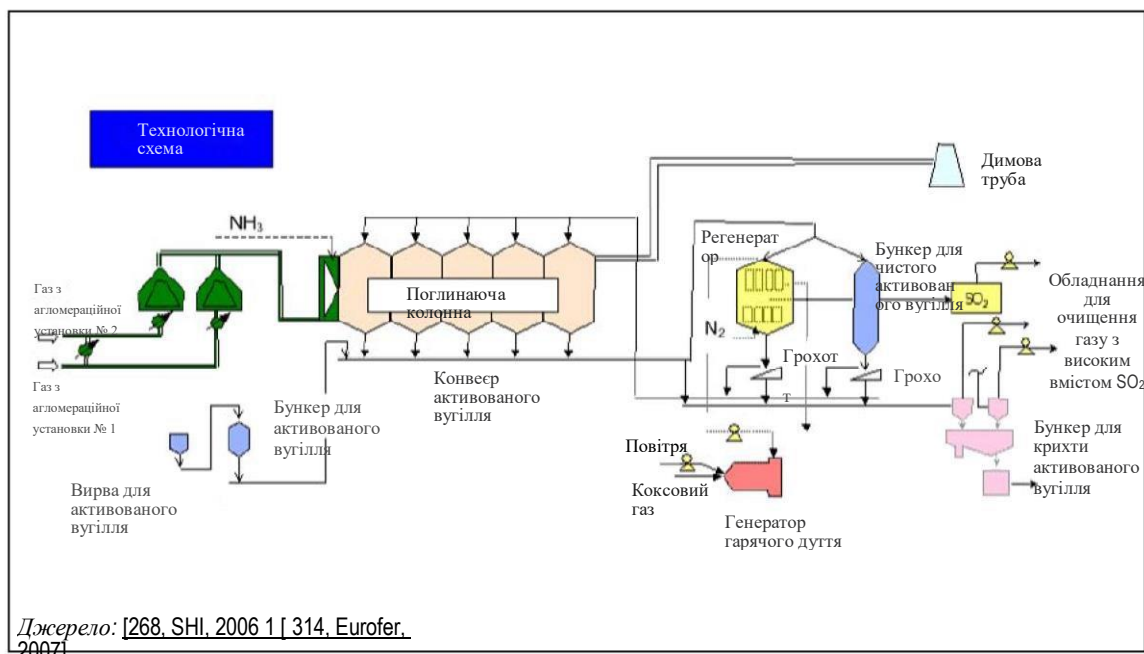 Технологічна
схема
Димова
труба
NH₃
Регенерат
ор
Бункер для
чистого
активован
ого вугілля
SO₂
Обладнання
для
очищення
газу з
високим
вмістом SO₂
Газ з
агломераційної
установки № 2
Поглинаюча
колонна
N₂
Грохот
Грохо
т
Газ з
агломераційної
установки № 1
Бункер для
активованого
вугілля
Конвеєр
активованого
вугілля
Вирва для
активованого
вугілля
Повітря
Коксовий
газ
Генератор
гарячого дуття
Бункер для
крихти
активованого
вугілля
Джерело: [268, SHI, 2006 1 [ 314, Eurofer,
2007]